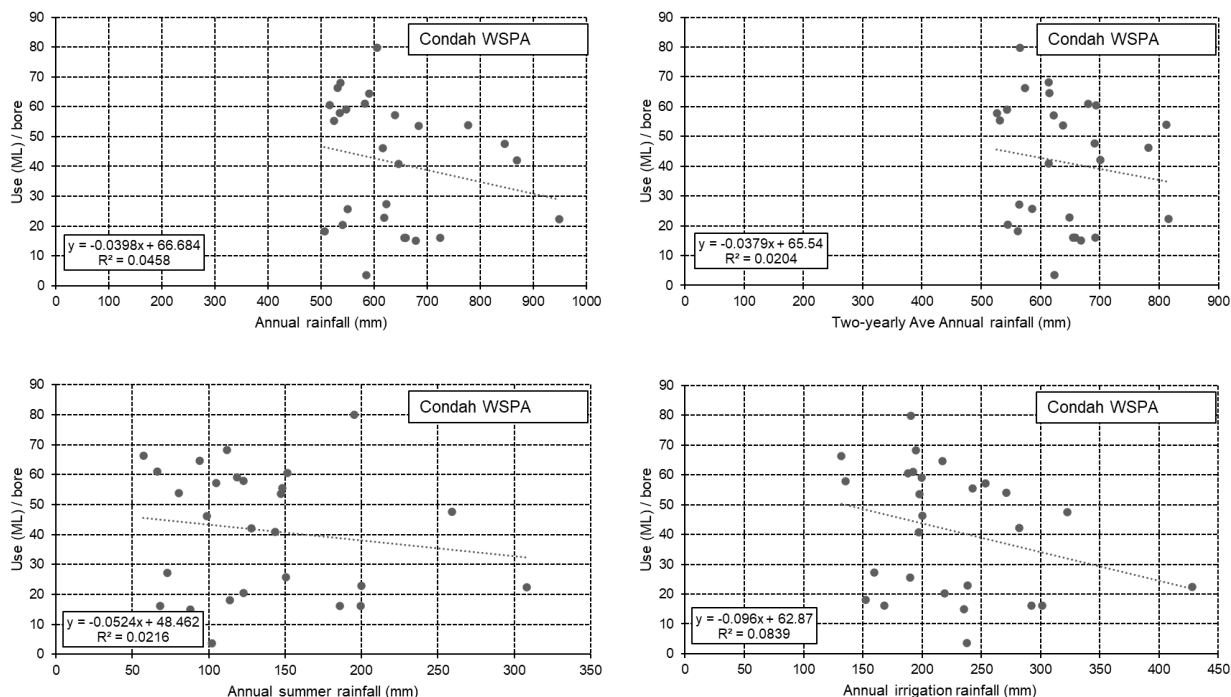 90
80
70
60
50
40
30
20
10
0
Use (ML) / bore
Condah WSPA
y = -0.0398x + 66.684
R² = 0.0458
0 100 200 300 400 500 600 700 800 900 1000
Annual rainfall (mm)
90
80
70
60
50
40
30
20
10
0
Use (ML) / bore
Condah WSPA
y = -0.0379x + 65.54
R² = 0.0204
0 100 200 300 400 500 600 700 800 900
Two-yearly Ave Annual rainfall (mm)
90
80
70
60
50
40
30
20
10
0
Use (ML) / bore
Condah WSPA
y = -0.0524x + 48.462
R² = 0.0216
0 50 100 150 200 250 300 350
Annual summer rainfall (mm)
90
80
70
60
50
40
30
20
10
0
Use (ML) / bore
Condah WSPA
y = -0.096x + 62.87
R² = 0.0839
0 50 100 150 200 250 300 350 400 450
Annual irrigation rainfall (mm)